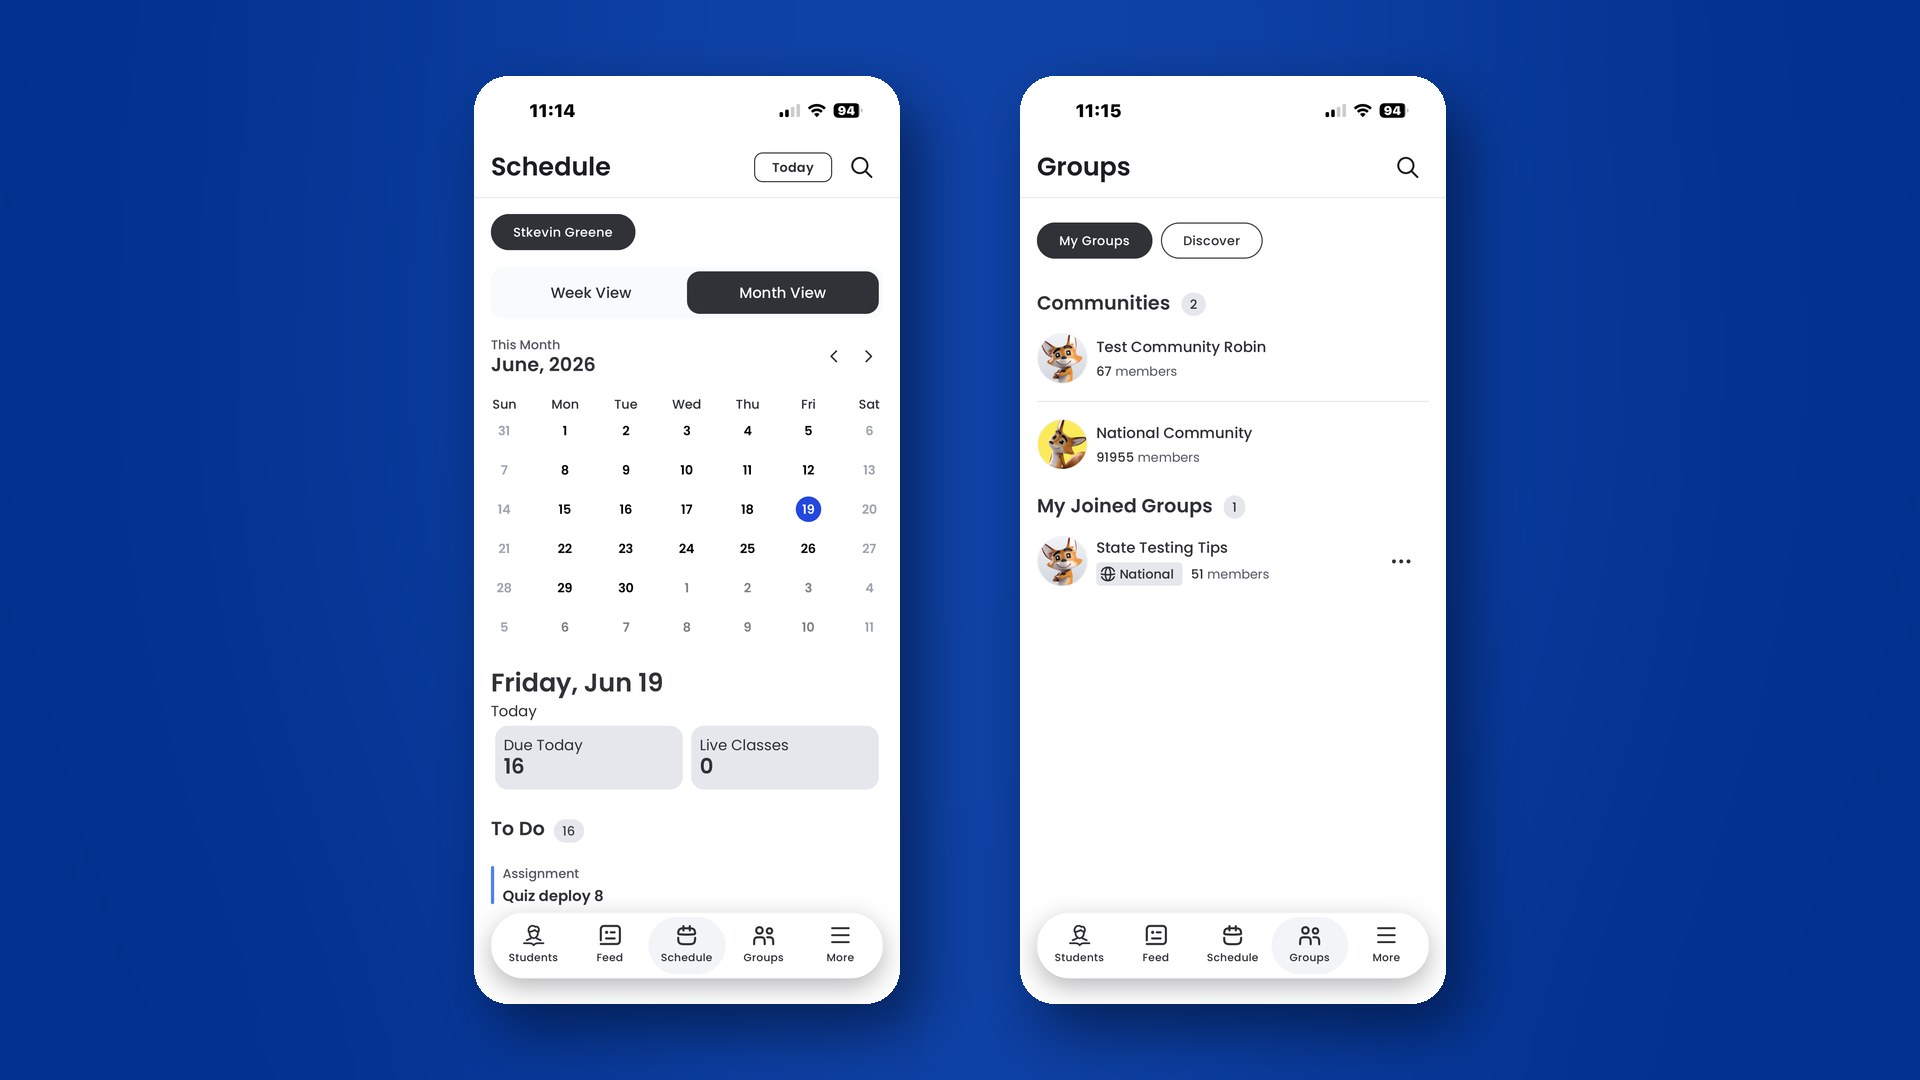 11:14
94
Schedule
Today
Stkevin Greene
Week View
Month View
This Month
June, 2026
Sun Mon Tue Wed Thu Fri Sat
31 1 2 3 4 5 6
7 8 9 10 11 12 13
14 15 16 17 18 19 20
21 22 23 24 25 26 27
28 29 30 1 2 3 4
5 6 7 8 9 10 11
Friday, Jun 19
Today
Due Today
16
Live Classes
0
To Do 16
Assignment
Quiz deploy 8
Students Feed Schedule Groups More
11:15
94
Groups
My Groups
Discover
Communities 2
Test Community Robin
67 members
National Community
91955 members
My Joined Groups 1
State Testing Tips
National 51 members
Students Feed Schedule Groups More